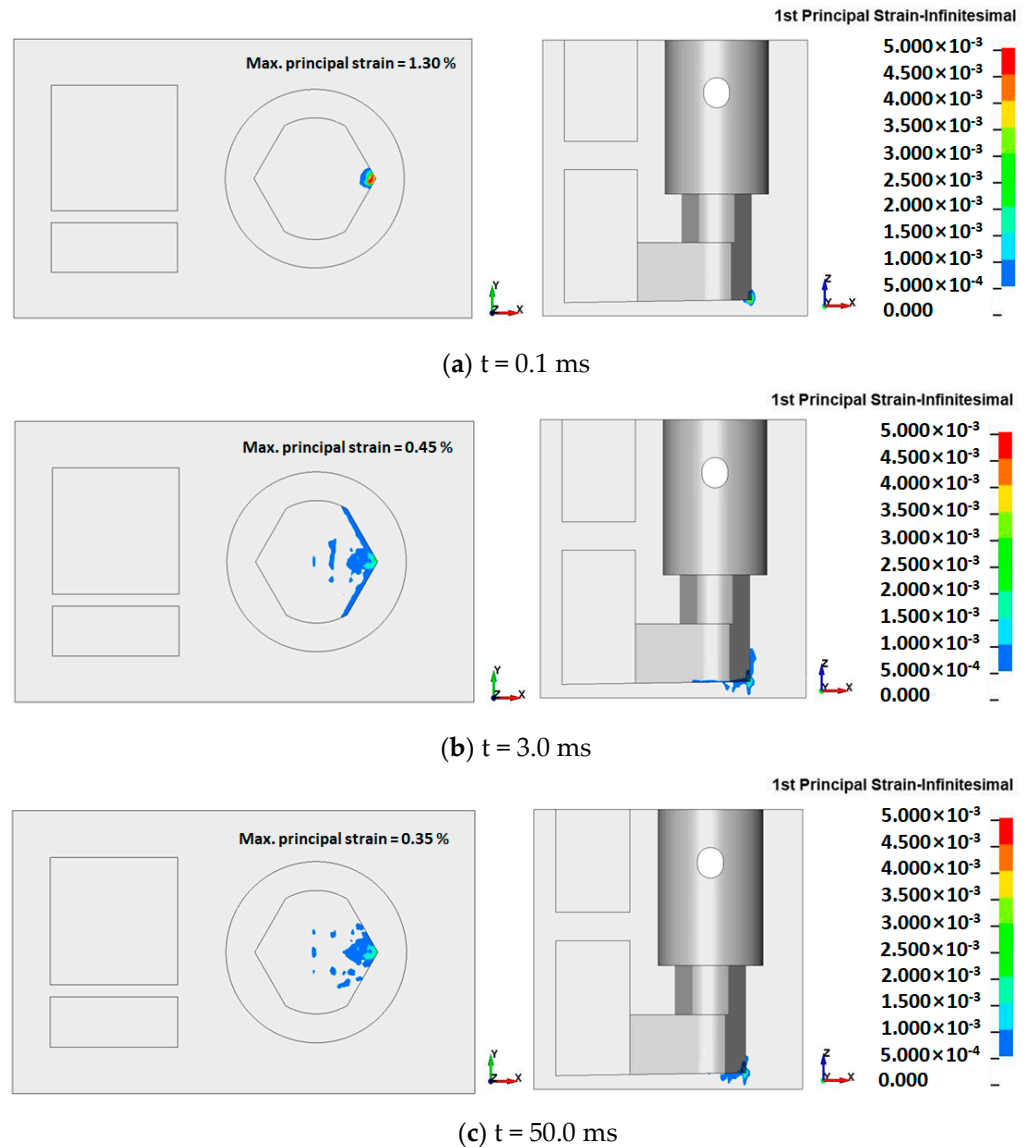 1st Principal Strain-Infinitesimal
Max. principal strain = 1.30 %
5.000×10⁻³
4.500×10⁻³
4.000×10⁻³
3.500×10⁻³
3.000×10⁻³
2.500×10⁻³
2.000×10⁻³
1.500×10⁻³
1.000×10⁻³
5.000×10⁻⁴
0.000
Y
Z X
Z
Y X
(a) t = 0.1 ms
1st Principal Strain-Infinitesimal
Max. principal strain = 0.45 %
5.000×10⁻³
4.500×10⁻³
4.000×10⁻³
3.500×10⁻³
3.000×10⁻³
2.500×10⁻³
2.000×10⁻³
1.500×10⁻³
1.000×10⁻³
5.000×10⁻⁴
0.000
Y
Z X
Z
Y X
(b) t = 3.0 ms
1st Principal Strain-Infinitesimal
Max. principal strain = 0.35 %
5.000×10⁻³
4.500×10⁻³
4.000×10⁻³
3.500×10⁻³
3.000×10⁻³
2.500×10⁻³
2.000×10⁻³
1.500×10⁻³
1.000×10⁻³
5.000×10⁻⁴
0.000
Y
Z X
Z
Y X
(c) t = 50.0 ms